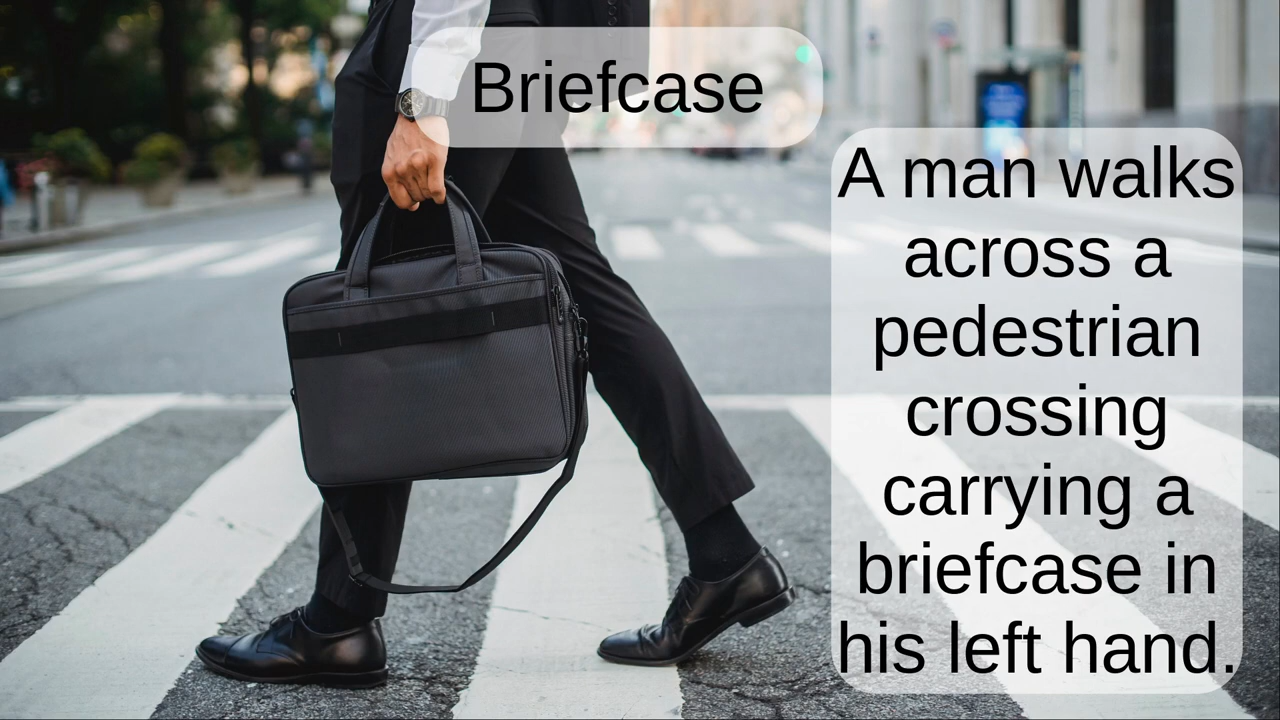 Briefcase
A man walks
across a
pedestrian
crossing
carrying a
briefcase in
his left hand.